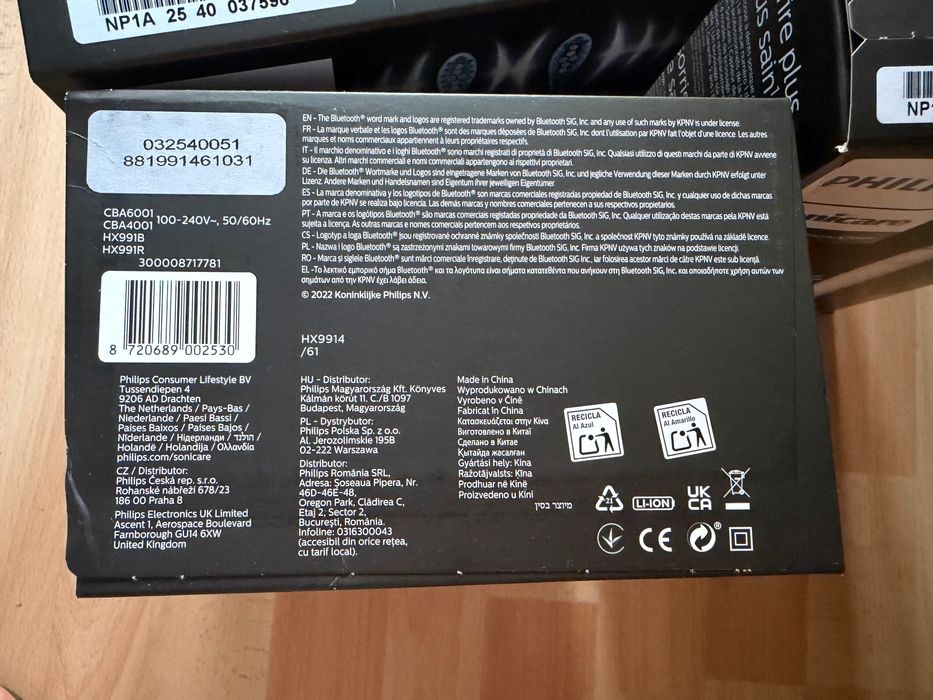 NP1A 25 40 037596
ire plus
us sain
NP1
PHILI
nicare
032540051
881991461031
CBA6001
CBA4001 100-240V~, 50/60Hz
HX991B
HX991R
300008717781
8 720689 002530
EN - The Bluetooth® word mark and logos are registered trademarks owned by Bluetooth SIG, Inc. and any use of such marks by KPNV is under license.
FR - La marque verbale et les logos Bluetooth® sont des marques déposées de Bluetooth SIG, Inc. dont l'utilisation par KPNV fait l'objet d'une licence. Les autres
marques et noms commerciaux appartiennent à leurs propriétaires respectifs.
IT - Il marchio denominativo e i loghi Bluetooth® sono marchi registrati di proprietà di Bluetooth SIG, Inc. Qualsiasi utilizzo di questi marchi da parte di KPNV avviene
su licenza. Altri marchi commerciali e nomi commerciali appartengono ai rispettivi proprietari.
DE - Die Bluetooth® Wortmarke und Logos sind eingetragene Marken von Bluetooth SIG, Inc. und jegliche Verwendung dieser Marken durch KPNV erfolgt unter
Lizenz. Andere Marken und Handelsnamen sind Eigentum ihrer jeweiligen Eigentümer.
ES - La marca denominativa y los logotipos de Bluetooth® son marcas comerciales registradas propiedad de Bluetooth SIG, Inc. y cualquier uso de dichas marcas
por parte de KPNV se realiza bajo licencia. Las demás marcas y nombres comerciales pertenecen a sus respectivos propietarios.
PT - A marca e os logótipos Bluetooth® são marcas comerciais registadas propriedade da Bluetooth SIG, Inc. Qualquer utilização destas marcas pela KPNV está
sujeita à licença. As outras marcas e nomes comerciais pertencem aos respetivos proprietários.
CS - Logotyp a loga Bluetooth® jsou registrované ochranné známky společnosti Bluetooth SIG, Inc. a společnost KPNV tyto známky používá na základě licence.
PL - Nazwa i logo Bluetooth® są zastrzeżonymi znakami towarowymi firmy Bluetooth SIG, Inc. Firma KPNV używa tych znaków na podstawie licencji.
RO - Marca și siglele Bluetooth® sunt mărci comerciale înregistrate, deținute de Bluetooth SIG, Inc., iar folosirea acestor mărci de către KPNV este sub licență.
EL - Το λεκτικό εμπορικό σήμα Bluetooth® και τα λογότυπα είναι σήματα κατατεθέντα που ανήκουν στη Bluetooth SIG, Inc. και οποιαδήποτε χρήση αυτών των
σημάτων από την KPNV έχει λάβει άδεια.
© 2022 Koninklijke Philips N.V.
HX9914
/61
Philips Consumer Lifestyle BV
Tussendiepen 4
9206 AD Drachten
The Netherlands / Pays-Bas /
Niederlande / Paesi Bassi /
Países Baixos / Países Bajos /
Niderlande / Нідерланди / הולנד /
Holandé / Holandija / Ολλανδία
philips.com/sonicare
CZ / Distributor:
Philips Česká rep. s.r.o.
Rohanské nábřeží 678/23
186 00 Praha 8
Philips Electronics UK Limited
Ascent 1, Aerospace Boulevard
Farnborough GU14 6XW
United Kingdom
HU - Distributor:
Philips Magyarország Kft. Könyves
Kálmán körút 11. C./B 1097
Budapest, Magyarország
PL - Dystrybutor:
Philips Polska Sp. z o.o.
Al. Jerozolimskie 195B
02-222 Warszawa
Distributor:
Philips România SRL,
Adresa: Șoseaua Pipera, Nr.
46D-46E-48,
Oregon Park, Clădirea C,
Etaj 2, Sector 2,
București, România.
Infoline: 0316300043
(accesibil din orice rețea,
cu tarif local).
Made in China
Wyprodukowano w Chinach
Vyrobeno v Číně
Fabricat în China
Κατασκευάζεται στην Κίνα
Виготовлено в Китаї
Сделано в Китае
Қытайда жасалған
Gyártási hely: Kína
Ražotājvalsts: Ķīna
Prodhuar në Kinë
Proizvedeno u Kini
מיוצר בסין
RECICLA
Al Azul
RECICLA
Al Amarillo
21
LI-ION
UK
CA
CE